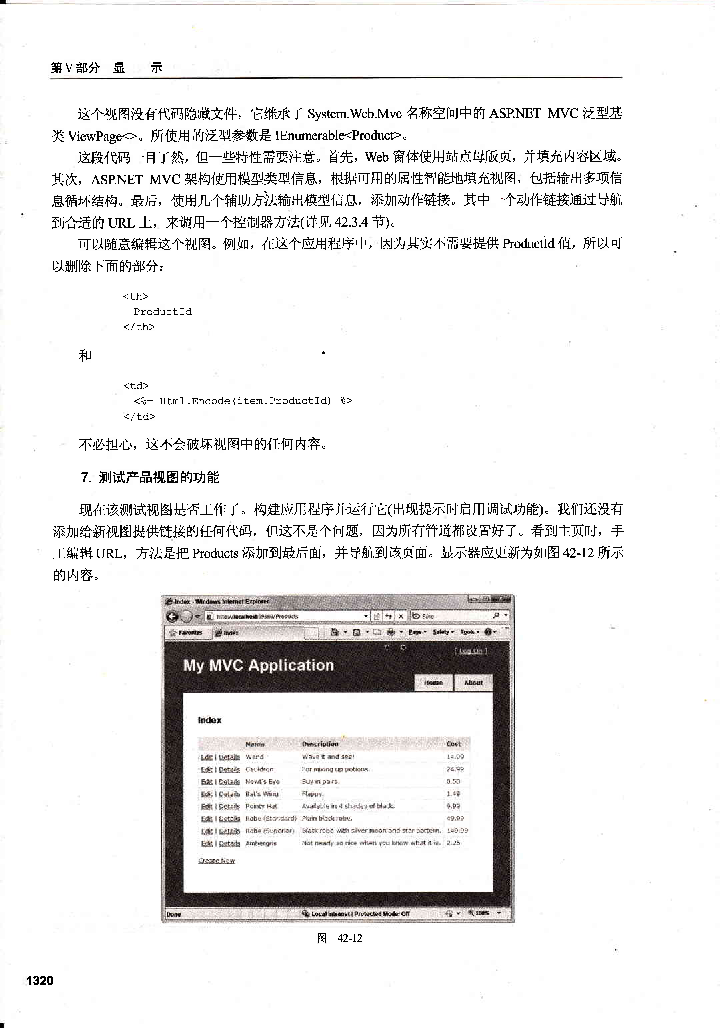 第Ⅴ部分 显 示
这个视图没有代码隐藏文件，它继承了 System.Web.Mvc 名称空间中的 ASP.NET MVC 泛型基
类 ViewPage<>。所使用的泛型参数是 IEnumerable<Product>。
这段代码一目了然，但一些特性需要注意。首先，Web 窗体使用站点母版页，并填充内容区域。
其次，ASP.NET MVC 架构使用模型类型信息，根据可用的属性智能地填充视图，包括输出多项信
息循环结构。最后，使用几个辅助方法输出模型信息，添加动作链接。其中一个动作链接通过导航
到合适的 URL 上，来调用一个控制器方法(详见 42.3.4 节)。
可以随意编辑这个视图。例如，在这个应用程序中，因为其实不需要提供 ProductId 值，所以可
以删除下面的部分：
<th>
ProductId
</th>
和
<td>
<%= Html.Encode(item.ProductId) %>
</td>
不必担心，这不会破坏视图中的任何内容。
7. 测试产品视图的功能
现在该测试视图是否工作了。构建应用程序并运行它(出现提示时启用调试功能)。我们还没有
添加给新视图提供链接的任何代码，但这不是个问题，因为所有管道都设置好了。看到主页时，手
工编辑 URL，方法是把 Products 添加到最后面，并导航到该页面。显示器应更新为如图 42-12 所示
的内容。
Index - Windows Internet Explorer
Favorites Index Page Safety Tools
[ Log On ]
My MVC Application
Home About
Index
Name Description Cost
Edit | Details Wand Wave it and see! 14.99
Edit | Details Cauldron For mixing up potions. 24.99
Edit | Details Newt's Eye Buy in pairs. 0.50
Edit | Details Bat's Wing Flappy. 1.49
Edit | Details Pointy Hat Available in 4 shades of black. 9.99
Edit | Details Robe (Standard) Plain black robe. 49.99
Edit | Details Robe (Superior) Black robe with silver moon and star pattern. 149.99
Edit | Details Ambergris Not nearly so nice when you know what it is. 2.25
Create New
Done Local intranet | Protected Mode: Off 100%
图 42-12
1320